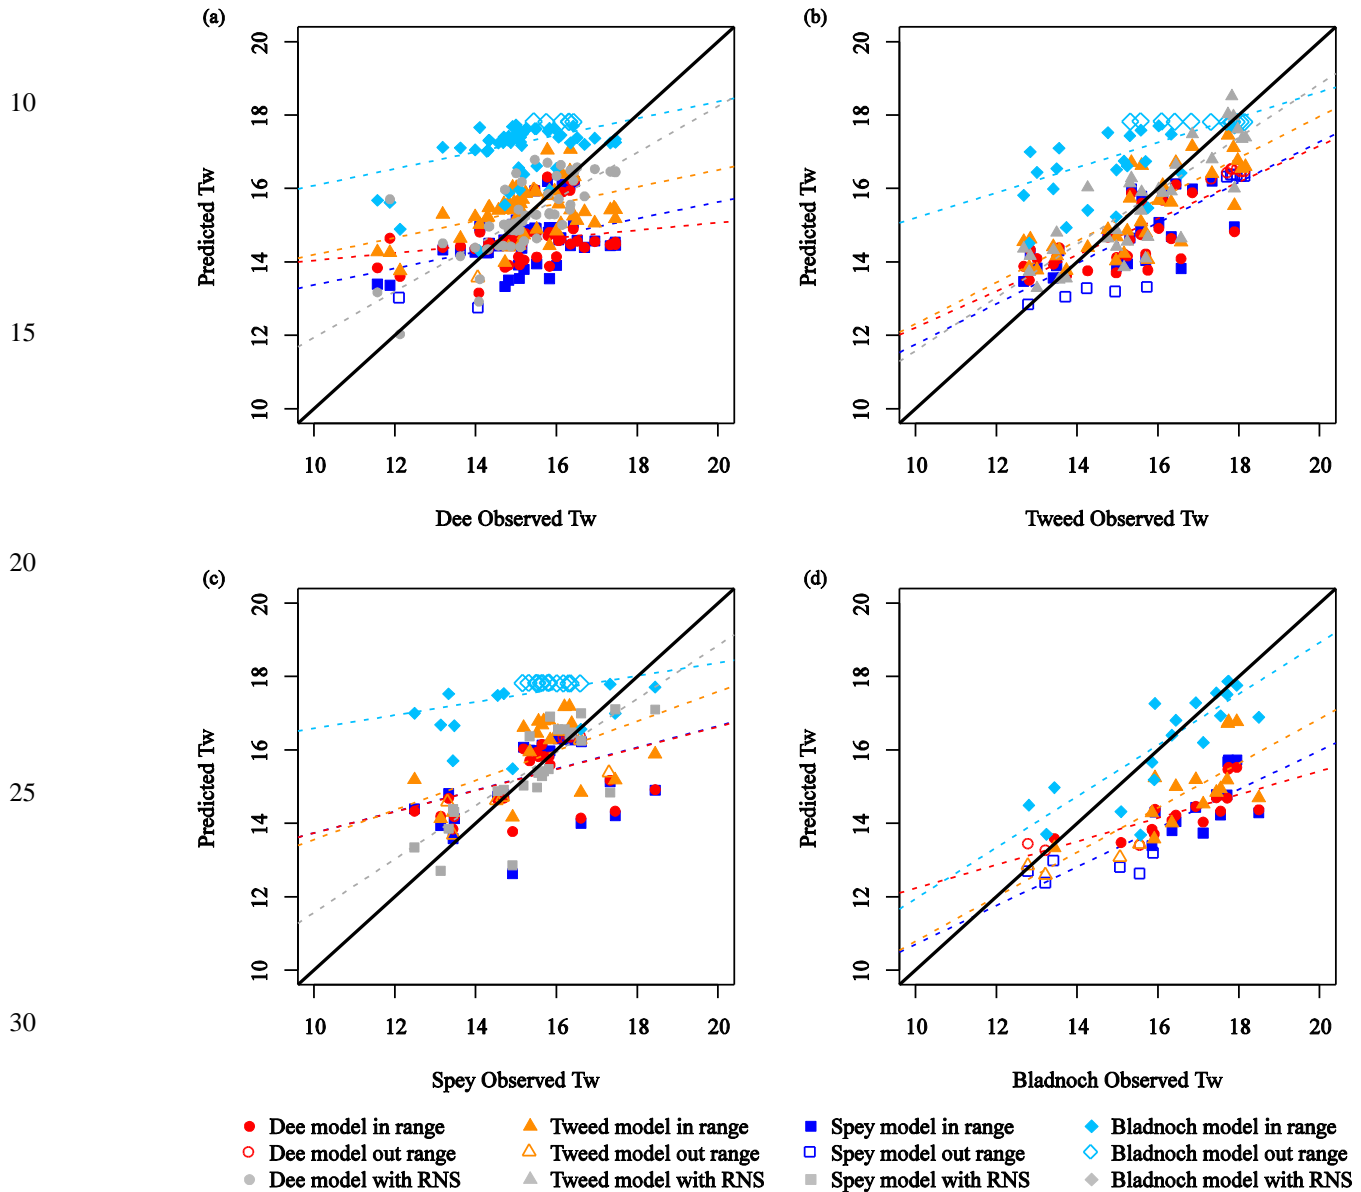 (a)
(b)
10
15
20
25
30
20
18
16
14
12
10
Predicted Tw
10 12 14 16 18 20
Dee Observed Tw
20
18
16
14
12
10
Predicted Tw
10 12 14 16 18 20
Tweed Observed Tw
(c)
20
18
16
14
12
10
Predicted Tw
10 12 14 16 18 20
Spey Observed Tw
(d)
20
18
16
14
12
10
Predicted Tw
10 12 14 16 18 20
Bladnoch Observed Tw
Dee model in range
Dee model out range
Dee model with RNS
Tweed model in range
Tweed model out range
Tweed model with RNS
Spey model in range
Spey model out range
Spey model with RNS
Bladnoch model in range
Bladnoch model out range
Bladnoch model with RNS